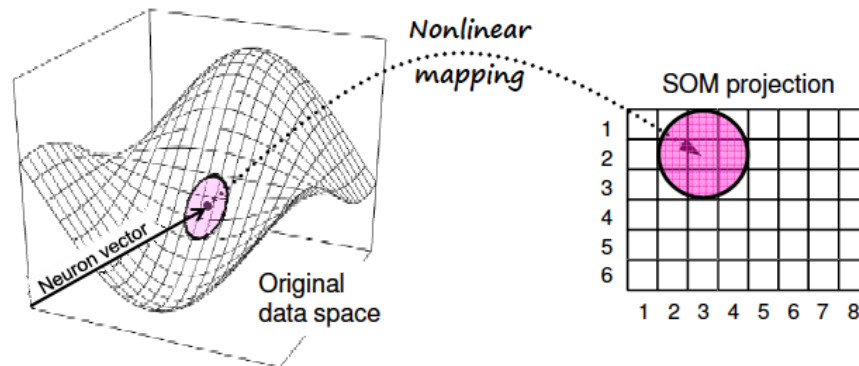 Nonlinear
mapping
SOM projection
1
2
3
4
5
6
1 2 3 4 5 6 7 8
Neuron vector
Original
data space